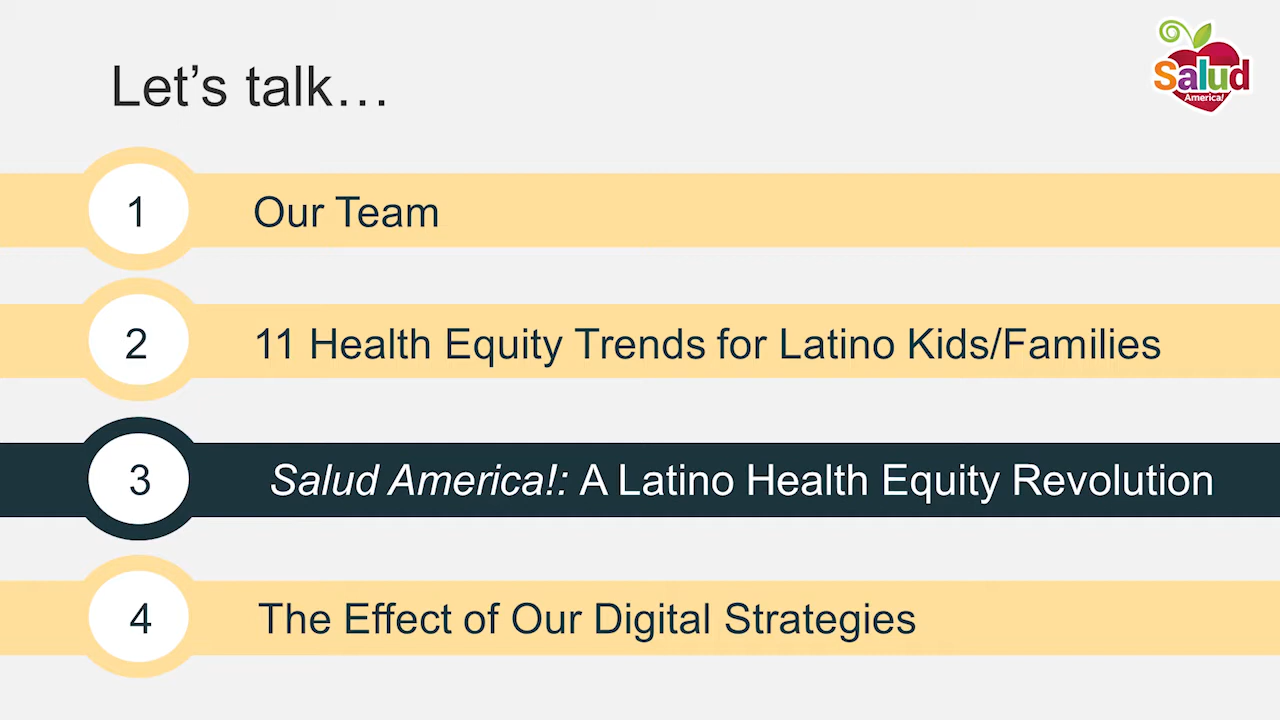 Let’s talk…
Salud
America!
1
Our Team
2
11 Health Equity Trends for Latino Kids/Families
3
Salud America!: A Latino Health Equity Revolution
4
The Effect of Our Digital Strategies